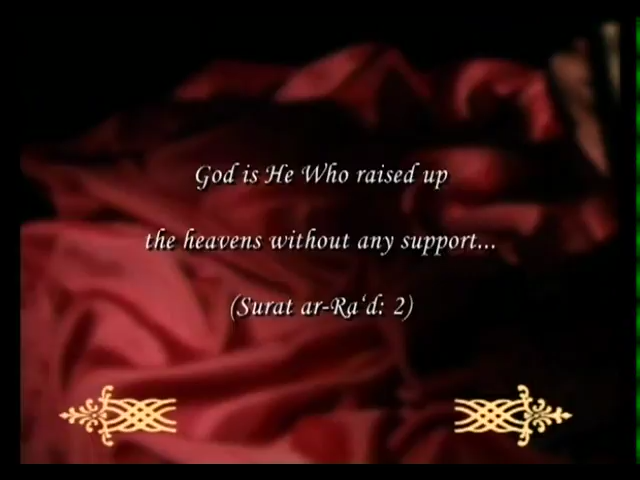 God is He Who raised up
the heavens without any support...
(Surat ar-Ra‘d: 2)